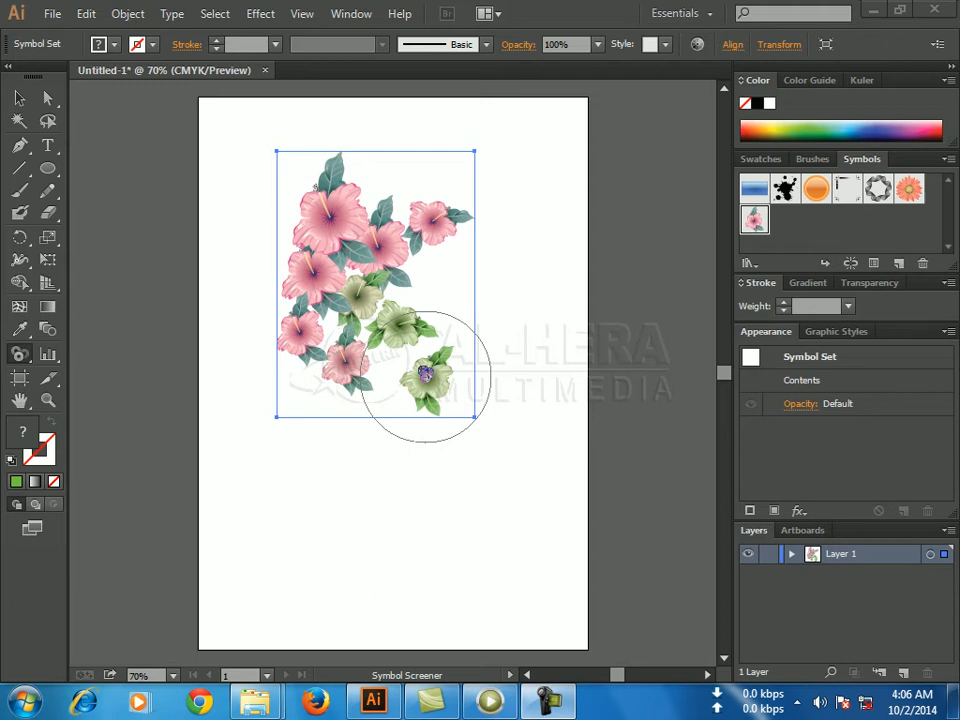 Ai File Edit Object Type Select Effect View Window Help Br Essentials
Symbol Set ? Stroke: Basic Opacity: 100% Style: Align Transform
Untitled-1* @ 70% (CMYK/Preview) ×
Color Color Guide Kuler
Swatches Brushes Symbols
Stroke Gradient Transparency
Weight:
Appearance Graphic Styles
Symbol Set
Contents
Opacity: Default
AL-HERA
MULTIMEDIA
T
?
fx
Layers Artboards
Layer 1
1 Layer
70% 1 Symbol Screener
Ai 0.0 kbps
0.0 kbps
4:06 AM
10/2/2014